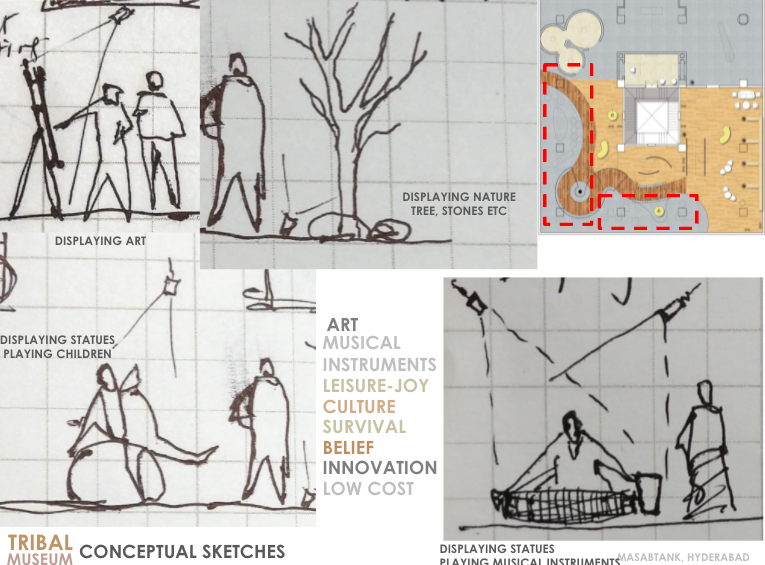 DISPLAYING ART
DISPLAYING NATURE
TREE, STONES ETC
DISPLAYING STATUES
PLAYING CHILDREN
ART
MUSICAL
INSTRUMENTS
LEISURE-JOY
CULTURE
SURVIVAL
BELIEF
INNOVATION
LOW COST
TRIBAL
MUSEUM
CONCEPTUAL SKETCHES
DISPLAYING STATUES
PLAYING MUSICAL INSTRUMENTS
MASABTANK, HYDERABAD